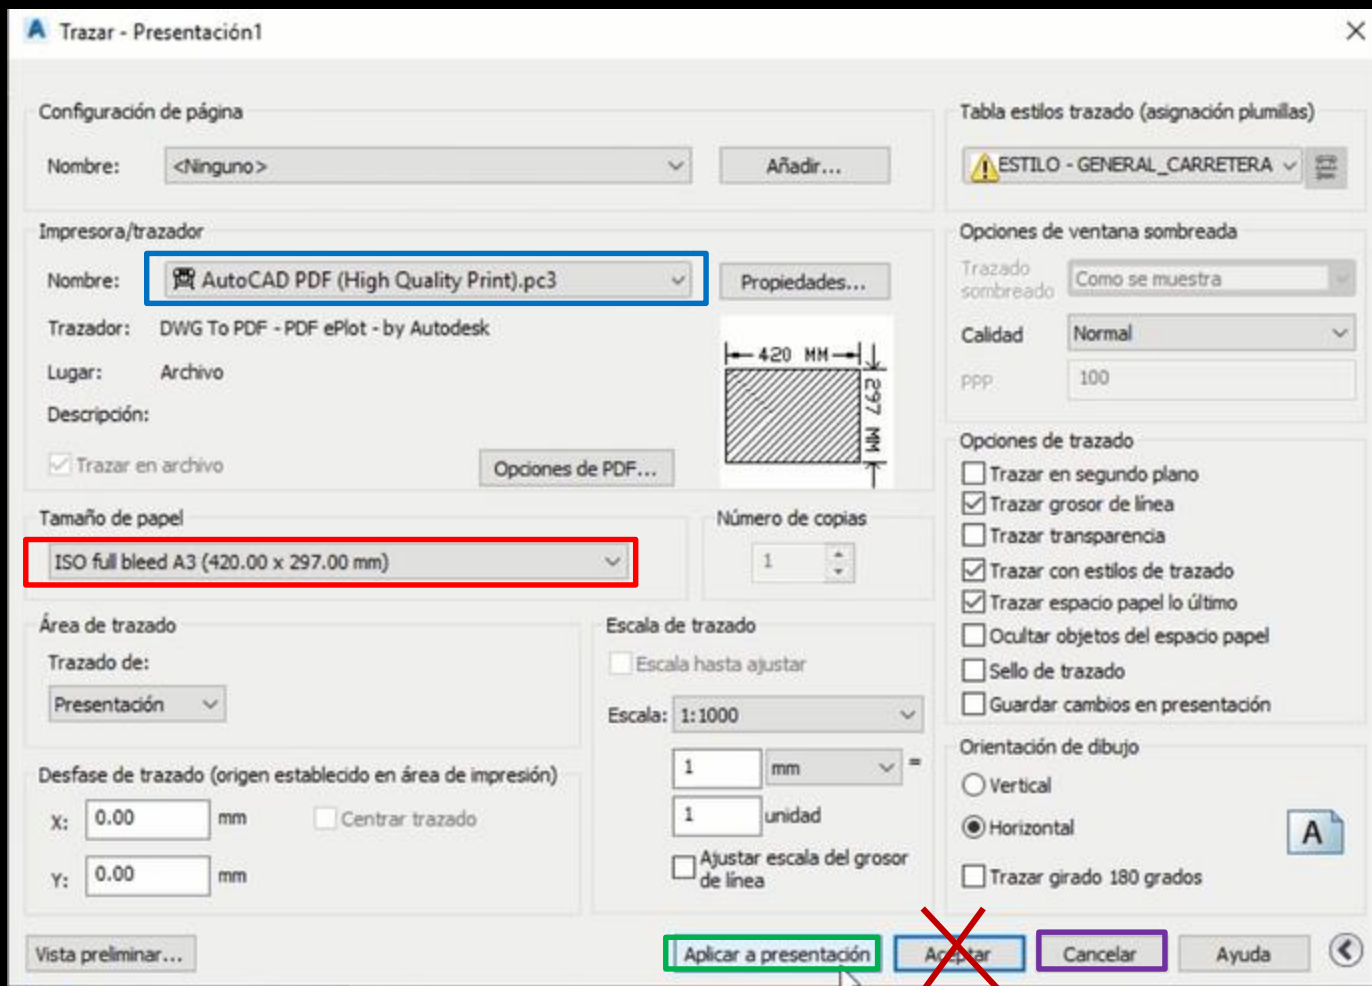 Trazar - Presentación1
Configuración de página
Nombre: <Ninguno> Añadir...
Impresora/trazador
Nombre: AutoCAD PDF (High Quality Print).pc3 Propiedades...
Trazador: DWG To PDF - PDF ePlot - by Autodesk
Lugar: Archivo
Descripción:
Trazar en archivo
Opciones de PDF...
420 MM
297 MM
Tamaño de papel
ISO full bleed A3 (420.00 x 297.00 mm)
Número de copias
1
Área de trazado
Trazado de:
Presentación
Escala de trazado
Escala hasta ajustar
Escala: 1:1000
1 mm =
1 unidad
Ajustar escala del grosor
de línea
Desfase de trazado (origen establecido en área de impresión)
X: 0.00 mm Centrar trazado
Y: 0.00 mm
Tabla estilos trazado (asignación plumillas)
ESTILO - GENERAL_CARRETERA
Opciones de ventana sombreada
Trazado
sombreado Como se muestra
Calidad Normal
PPP 100
Opciones de trazado
Trazar en segundo plano
Trazar grosor de línea
Trazar transparencia
Trazar con estilos de trazado
Trazar espacio papel lo último
Ocultar objetos del espacio papel
Sello de trazado
Guardar cambios en presentación
Orientación de dibujo
Vertical
Horizontal
A
Trazar girado 180 grados
Vista preliminar... Aplicar a presentación Aceptar Cancelar Ayuda